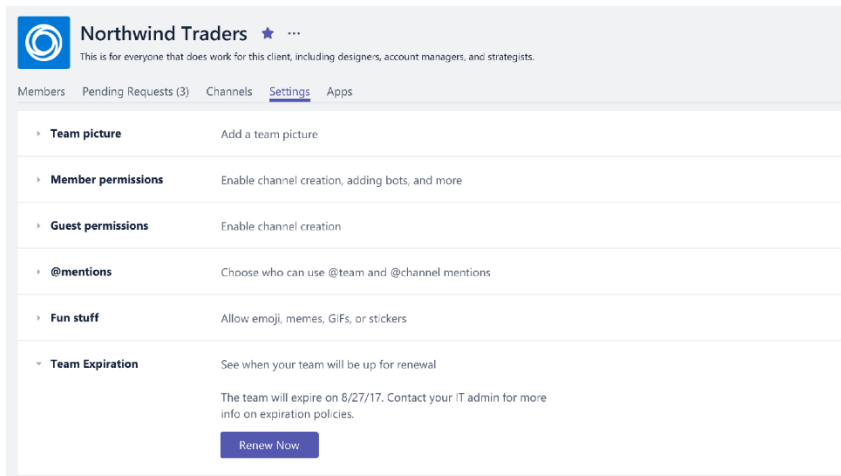 Northwind Traders ★ ···
This is for everyone that does work for this client, including designers, account managers, and strategists.
Members Pending Requests (3) Channels Settings Apps
Team picture Add a team picture
Member permissions Enable channel creation, adding bots, and more
Guest permissions Enable channel creation
@mentions Choose who can use @team and @channel mentions
Fun stuff Allow emoji, memes, GIFs, or stickers
Team Expiration See when your team will be up for renewal
The team will expire on 8/27/17. Contact your IT admin for more
info on expiration policies.
Renew Now